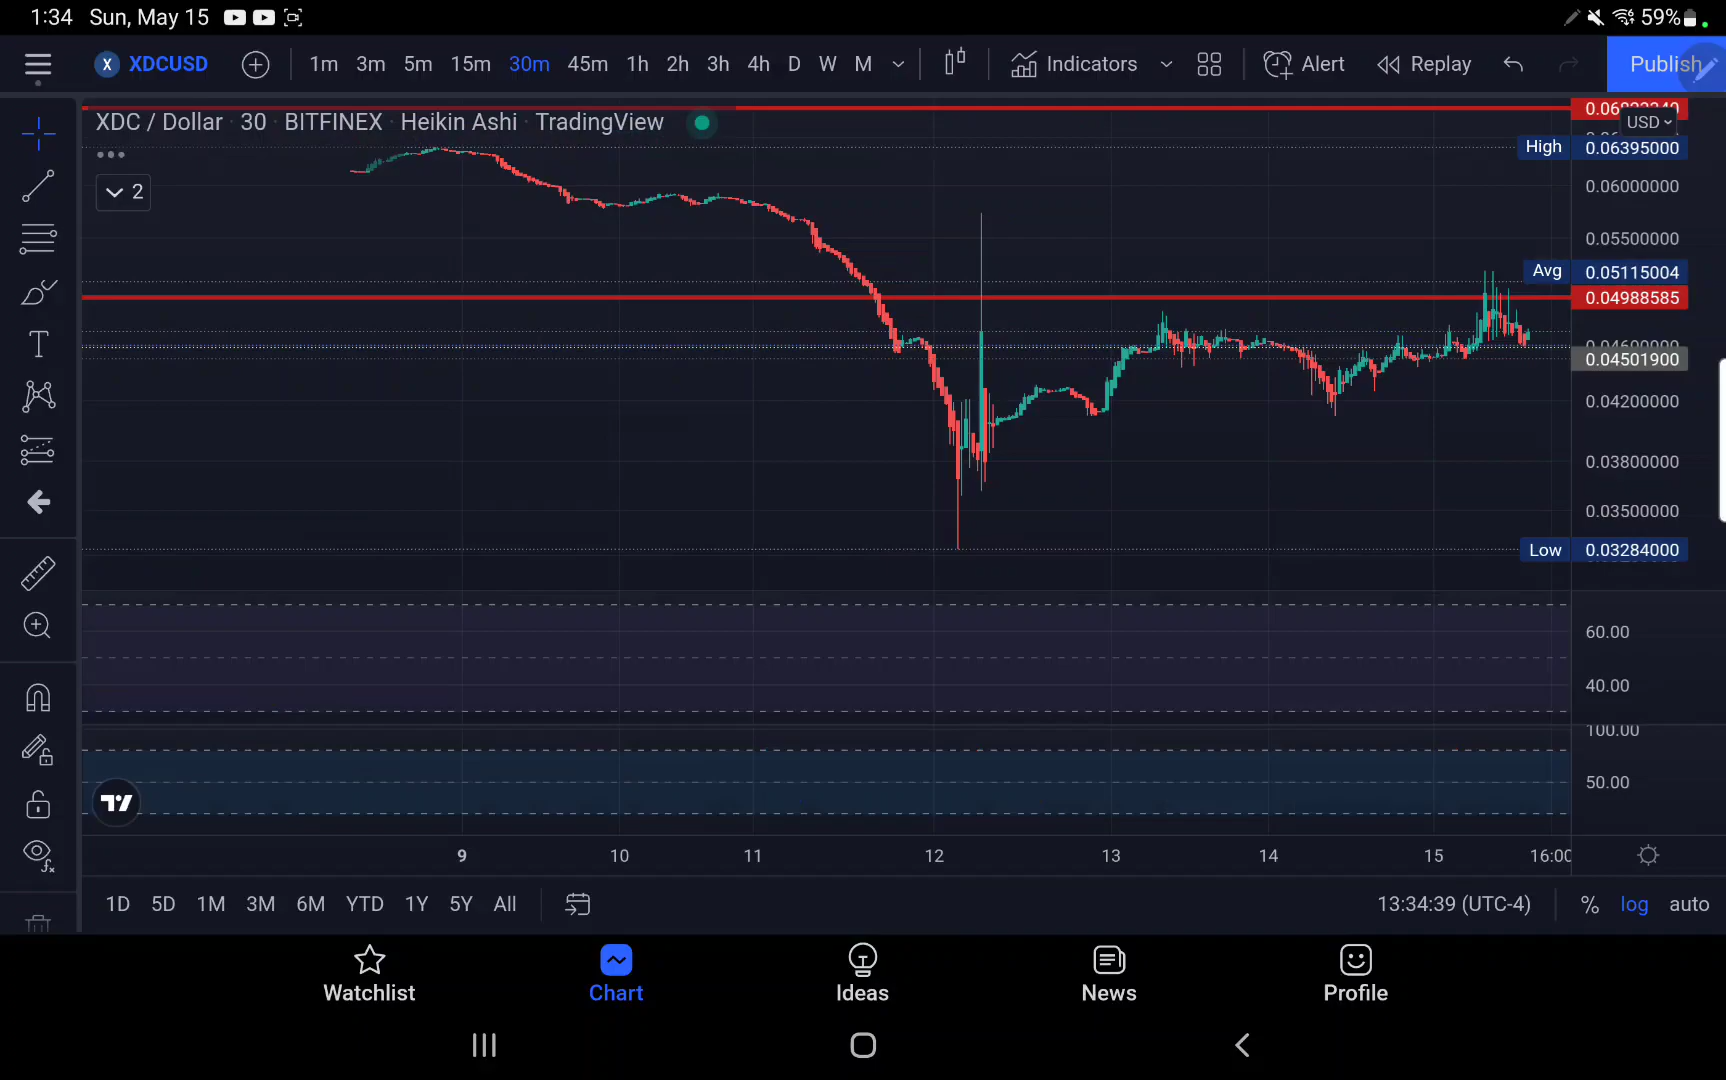 1:34 Sun, May 15 59%
X XDCUSD 1m 3m 5m 15m 30m 45m 1h 2h 3h 4h D W M Indicators Alert Replay Publish
XDC / Dollar · 30 · BITFINEX · Heikin Ashi · TradingView
USD
High 0.06395000
2
0.06000000
0.05500000
Avg 0.05115004
0.04988585
0.04501900
0.04200000
0.03800000
0.03500000
Low 0.03284000
60.00
40.00
100.00
50.00
9 10 11 12 13 14 15 16:00
1D 5D 1M 3M 6M YTD 1Y 5Y All 13:34:39 (UTC-4) % log auto
Watchlist Chart Ideas News Profile